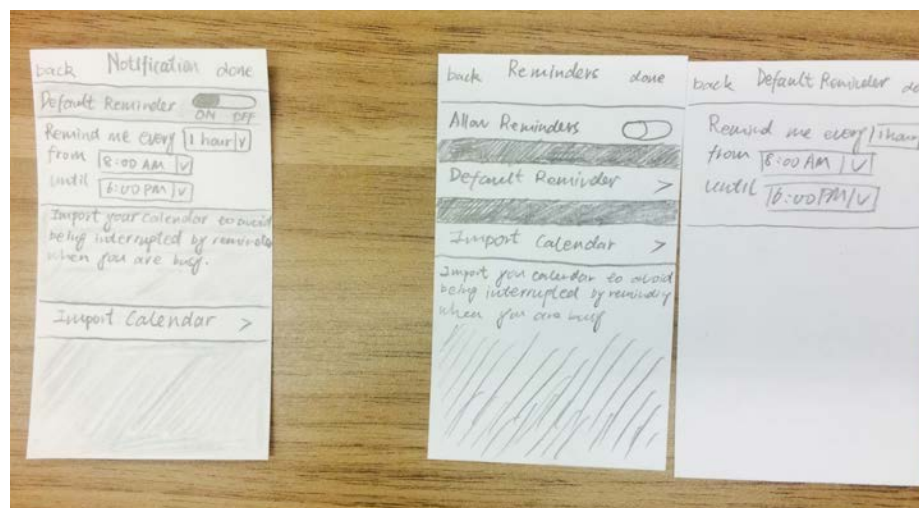 back Notification done
Default Reminder
ON OFF
Remind me every 1 hour v
from 8:00 AM v
until 6:00 PM v
Import your calendar to avoid
being interrupted by reminders
when you are busy.
Import Calendar >
back Reminders done
Allow Reminders
Default Reminder >
Import Calendar >
Import you calendar to avoid
being interrupted by
when you are busy
back Default Reminder do
Remind me every 1 hour
from 8:00 AM v
until 6:00 PM v